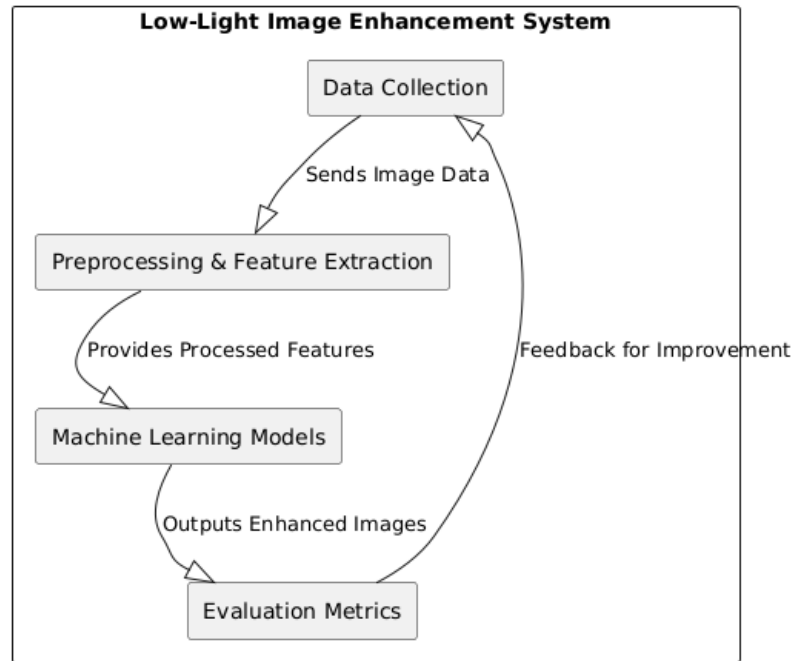 Low-Light Image Enhancement System
Data Collection
Sends Image Data
Preprocessing & Feature Extraction
Provides Processed Features
Feedback for Improvement
Machine Learning Models
Outputs Enhanced Images
Evaluation Metrics